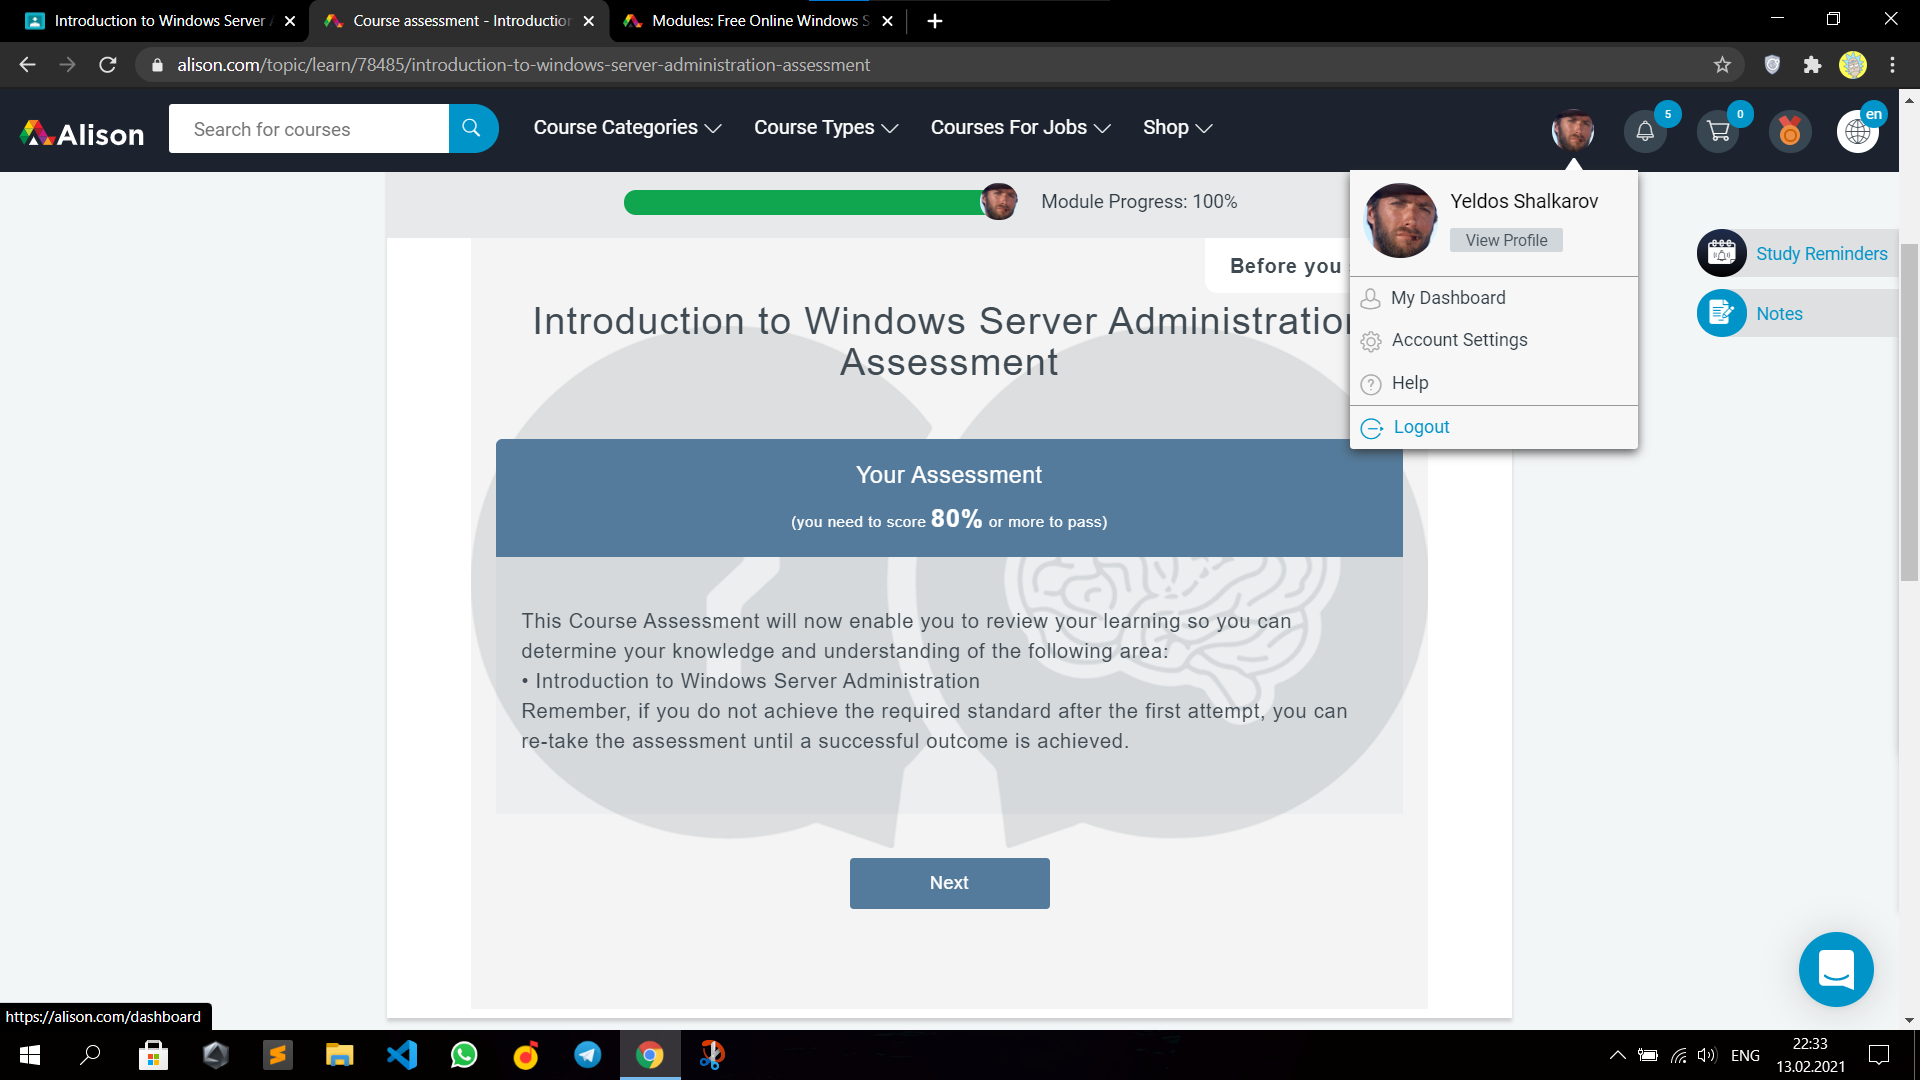 Introduction to Windows Server
Course assessment - Introduction
Modules: Free Online Windows S
alison.com/topic/learn/78485/introduction-to-windows-server-administration-assessment
Alison
Search for courses
Course Categories
Course Types
Courses For Jobs
Shop
5
0
en
Module Progress: 100%
Yeldos Shalkarov
View Profile
My Dashboard
Account Settings
Help
Logout
Study Reminders
Notes
Before you
Introduction to Windows Server Administration
Assessment
Your Assessment
(you need to score 80% or more to pass)
This Course Assessment will now enable you to review your learning so you can
determine your knowledge and understanding of the following area:
• Introduction to Windows Server Administration
Remember, if you do not achieve the required standard after the first attempt, you can
re-take the assessment until a successful outcome is achieved.
Next
https://alison.com/dashboard
ENG
22:33
13.02.2021